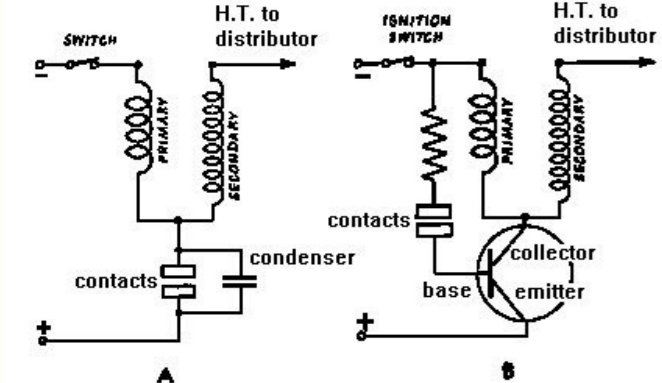 H.T. to
distributor
SWITCH
−
PRIMARY
SECONDARY
contacts
condenser
+
A
H.T. to
distributor
IGNITION
SWITCH
−
PRIMARY
SECONDARY
contacts
collector
base
emitter
+
B